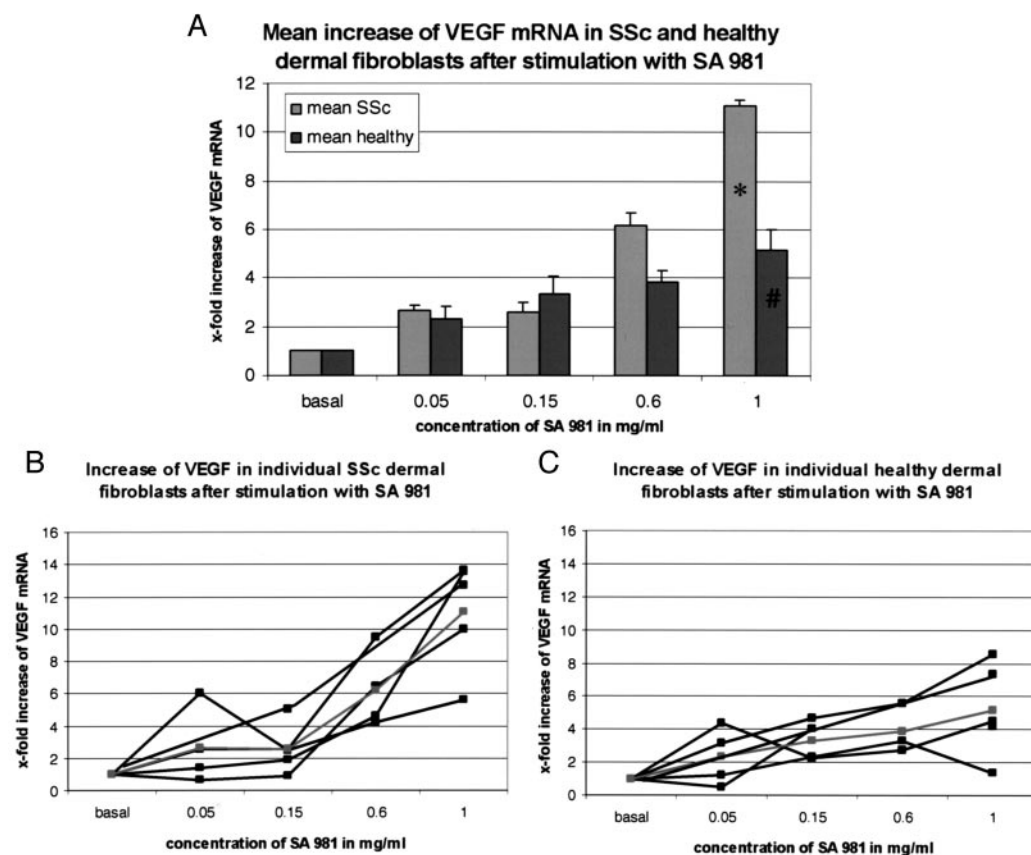 A
Mean increase of VEGF mRNA in SSc and healthy
dermal fibroblasts after stimulation with SA 981
x-fold increase of VEGF mRNA
12
10
8
6
4
2
0
mean SSc
mean healthy
*
#
basal 0.05 0.15 0.6 1
concentration of SA 981 in mg/ml
B
Increase of VEGF in individual SSc dermal
fibroblasts after stimulation with SA 981
x-fold increase of VEGF mRNA
16
14
12
10
8
6
4
2
0
basal 0.05 0.15 0.6 1
concentration of SA 981 in mg/ml
C
Increase of VEGF in individual healthy dermal
fibroblasts after stimulation with SA 981
x-fold increase of VEGF mRNA
16
14
12
10
8
6
4
2
0
basal 0.05 0.15 0.6 1
concentration of SA 981 in mg/ml